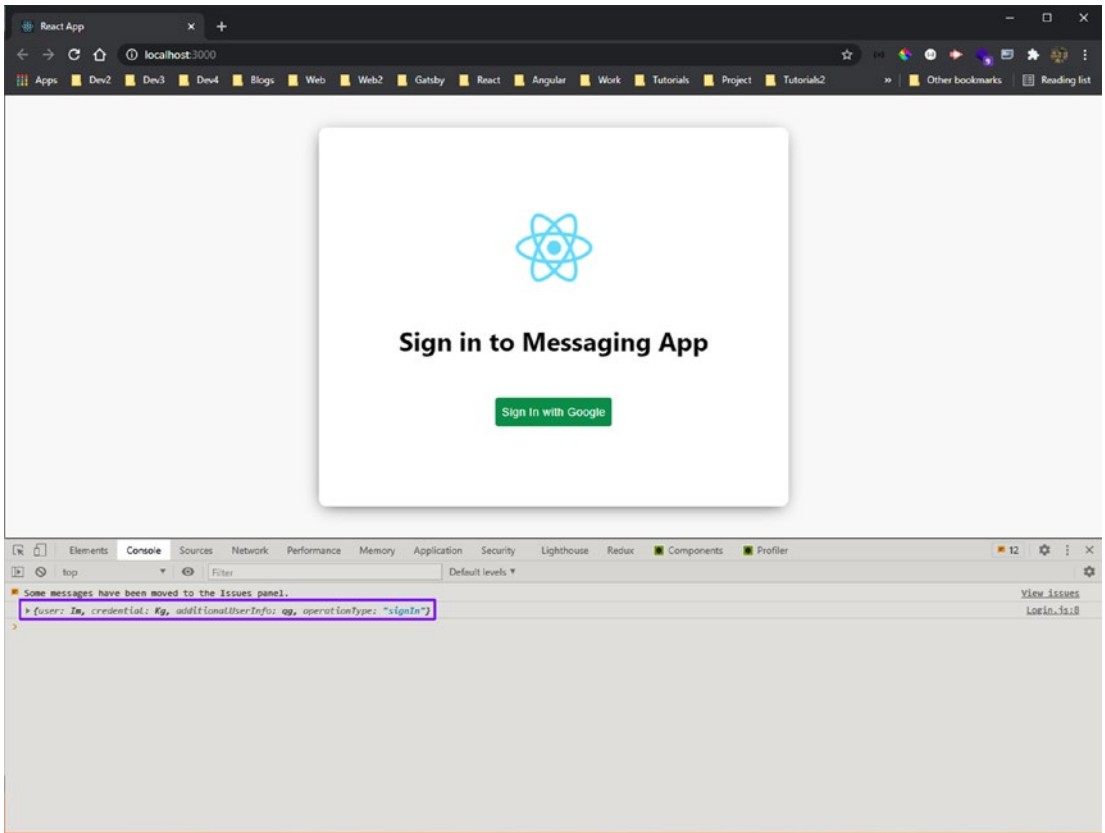 React App
localhost:3000
Apps Dev2 Dev3 Dev4 Blogs Web Web2 Gatsby React Angular Work Tutorials Project Tutorials2 » Other bookmarks Reading list
Sign in to Messaging App
Sign In with Google
Elements Console Sources Network Performance Memory Application Security Lighthouse Redux Components Profiler 12
top Filter Default levels
Some messages have been moved to the Issues panel. View issues
{user: Im, credential: Kg, additionalUserInfo: qg, operationType: "signIn"} Login.js:8